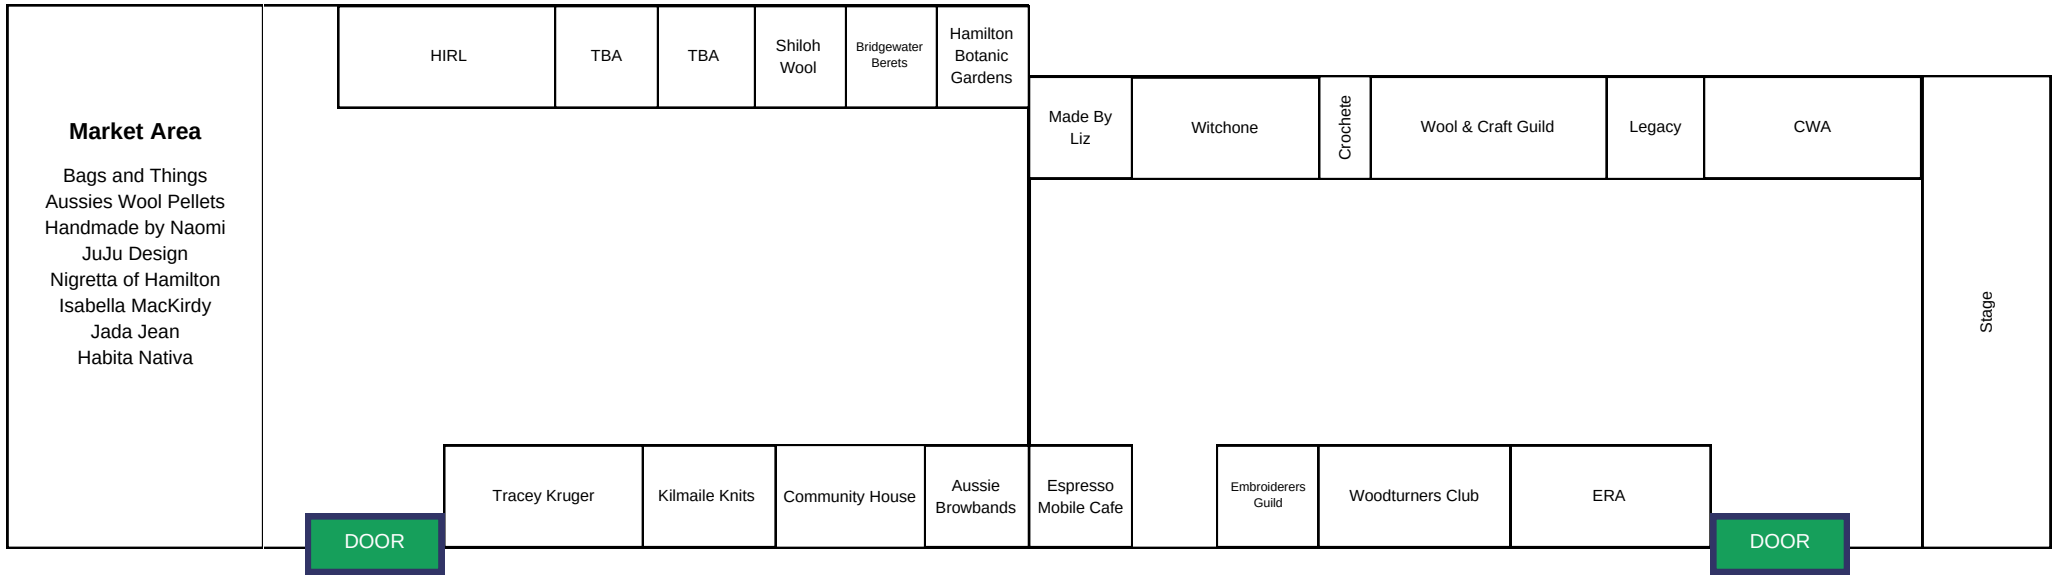 Market Area
Bags and Things
Aussies Wool Pellets
Handmade by Naomi
JuJu Design
Nigretta of Hamilton
Isabella MacKirdy
Jada Jean
Habita Nativa
HIRL
TBA
TBA
Shiloh
Wool
Bridgewater
Berets
Hamilton
Botanic
Gardens
Made By
Liz
Witchone
Crochete
Wool & Craft Guild
Legacy
CWA
Stage
Tracey Kruger
Kilmaile Knits
Community House
Aussie
Browbands
Espresso
Mobile Cafe
Embroiderers
Guild
Woodturners Club
ERA
DOOR
DOOR